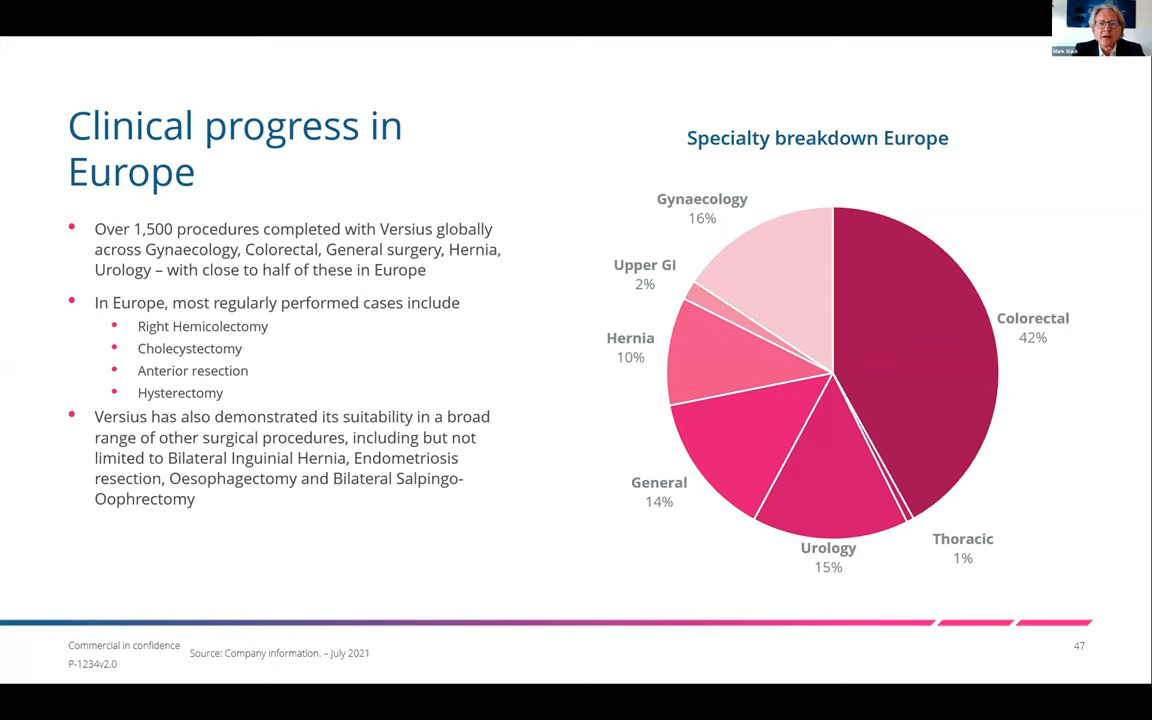 Mark Slack
Clinical progress in
Europe
• Over 1,500 procedures completed with Versius globally
across Gynaecology, Colorectal, General surgery, Hernia,
Urology – with close to half of these in Europe
• In Europe, most regularly performed cases include
• Right Hemicolectomy
• Cholecystectomy
• Anterior resection
• Hysterectomy
• Versius has also demonstrated its suitability in a broad
range of other surgical procedures, including but not
limited to Bilateral Inguinial Hernia, Endometriosis
resection, Oesophagectomy and Bilateral Salpingo-
Oophrectomy
Specialty breakdown Europe
Gynaecology
16%
Upper GI
2%
Hernia
10%
General
14%
Urology
15%
Thoracic
1%
Colorectal
42%
Commercial in confidence
P-1234v2.0
Source: Company information. – July 2021
47